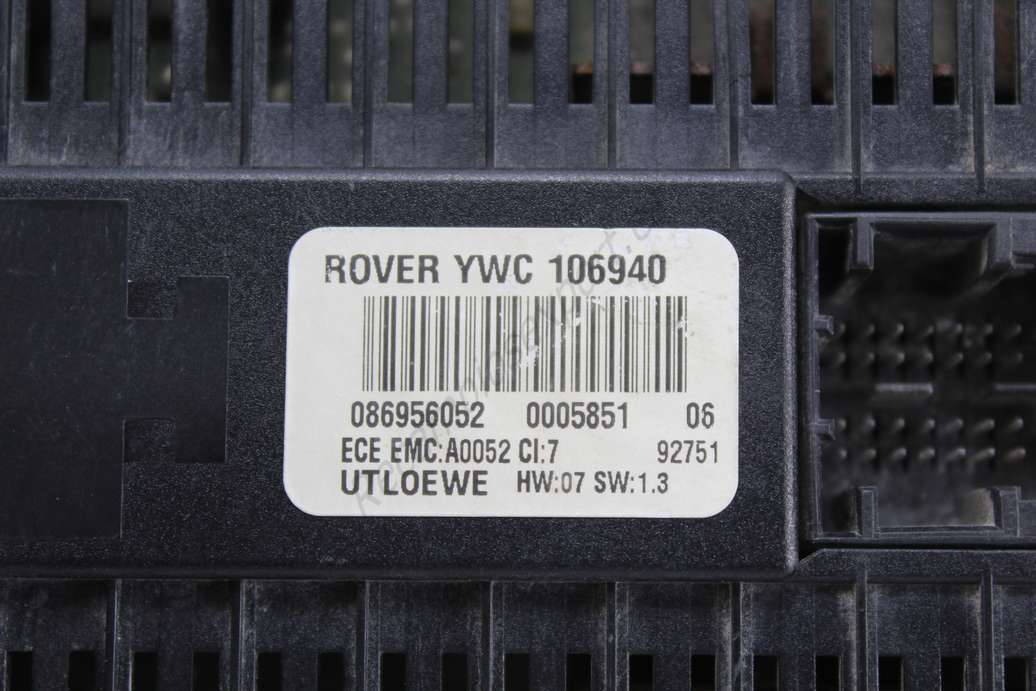 ROVER YWC 106940
086956052 0005851 06
ECE EMC:A0052 CI:7 92751
UTLOEWE HW:07 SW:1.3